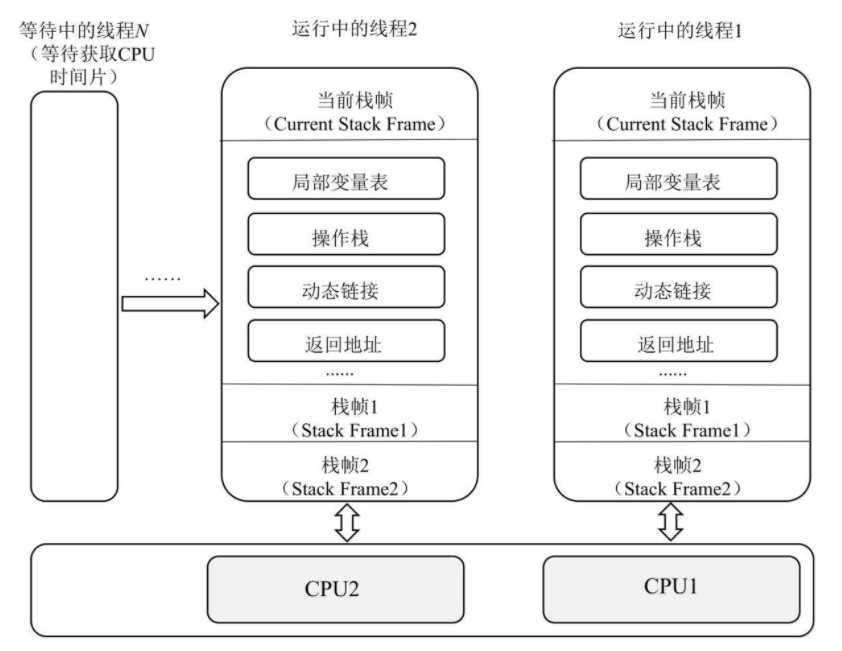 等待中的线程N
（等待获取CPU
时间片）
运行中的线程2
运行中的线程1
当前栈帧
（Current Stack Frame）
局部变量表
操作栈
动态链接
返回地址
......
栈帧1
（Stack Frame1）
栈帧2
（Stack Frame2）
当前栈帧
（Current Stack Frame）
局部变量表
操作栈
动态链接
返回地址
......
栈帧1
（Stack Frame1）
栈帧2
（Stack Frame2）
......
CPU2
CPU1